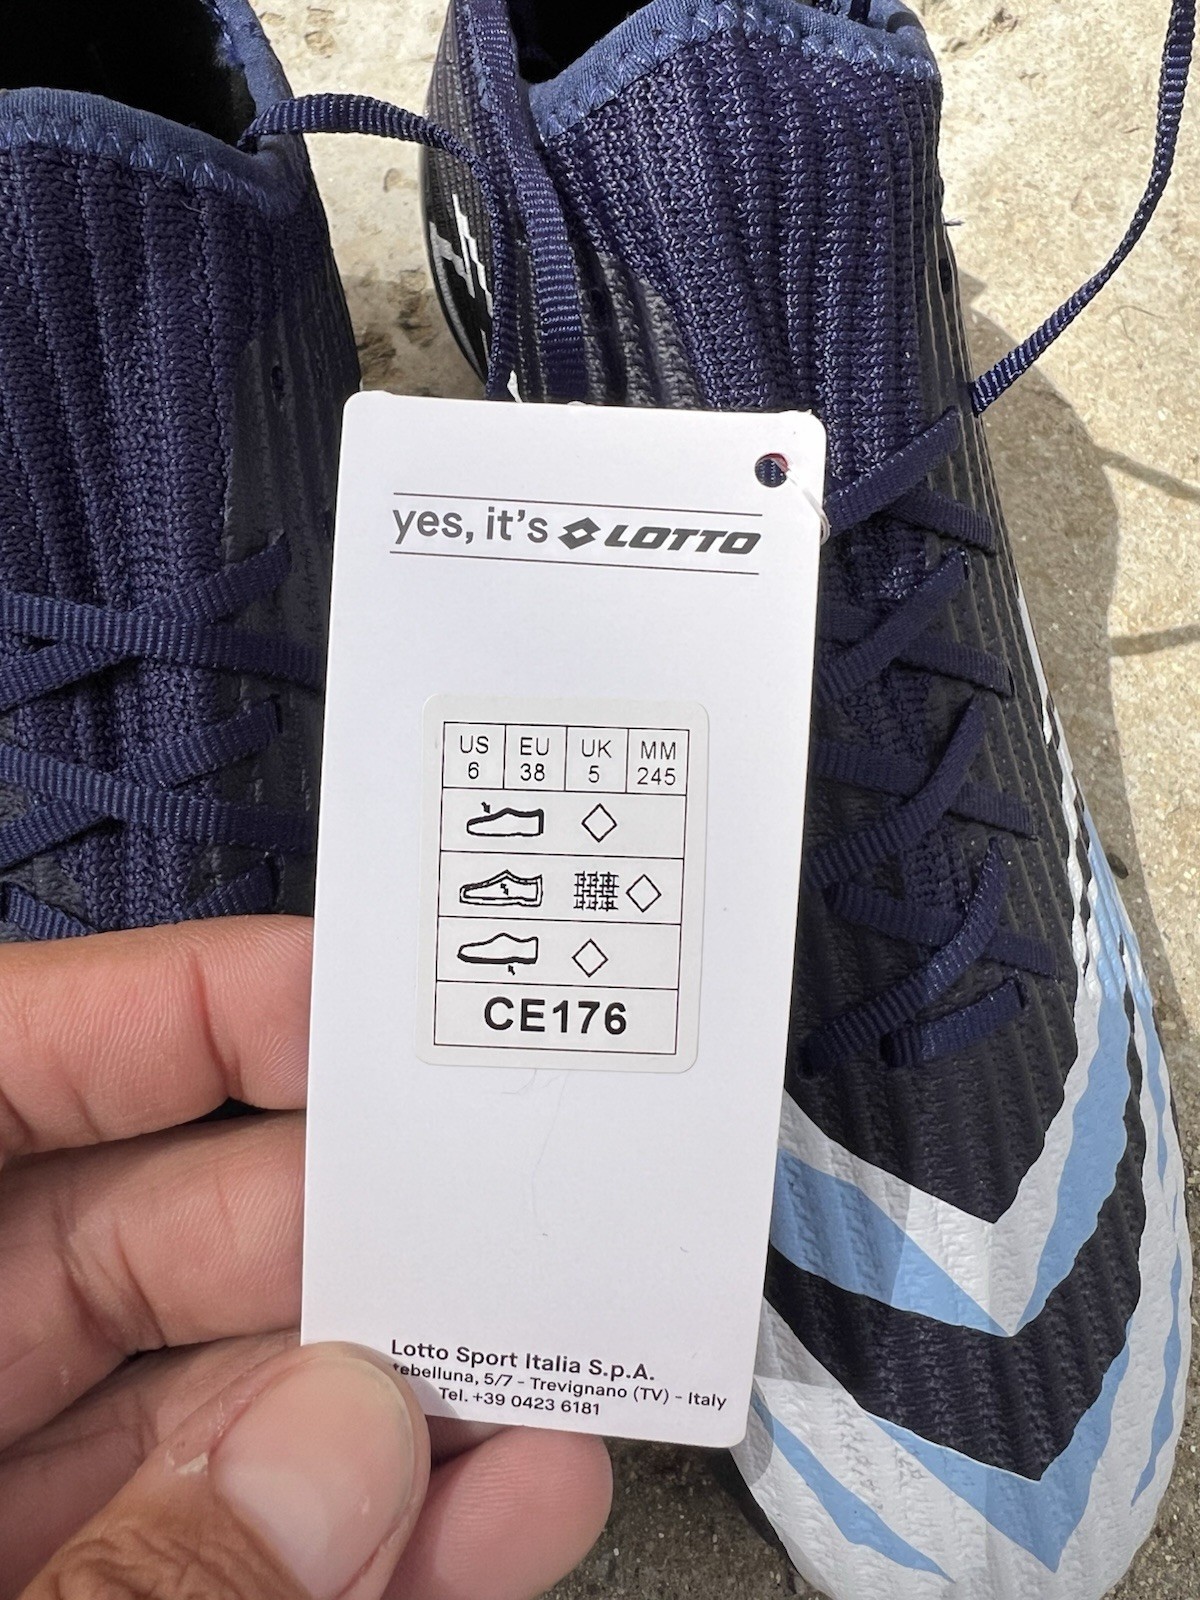 yes, it's LOTTO
US EU UK MM
6 38 5 245
CE176
Lotto Sport Italia S.p.A.
5/7 - Trevignano (TV) - Italy
Tel. +39 0423 6181